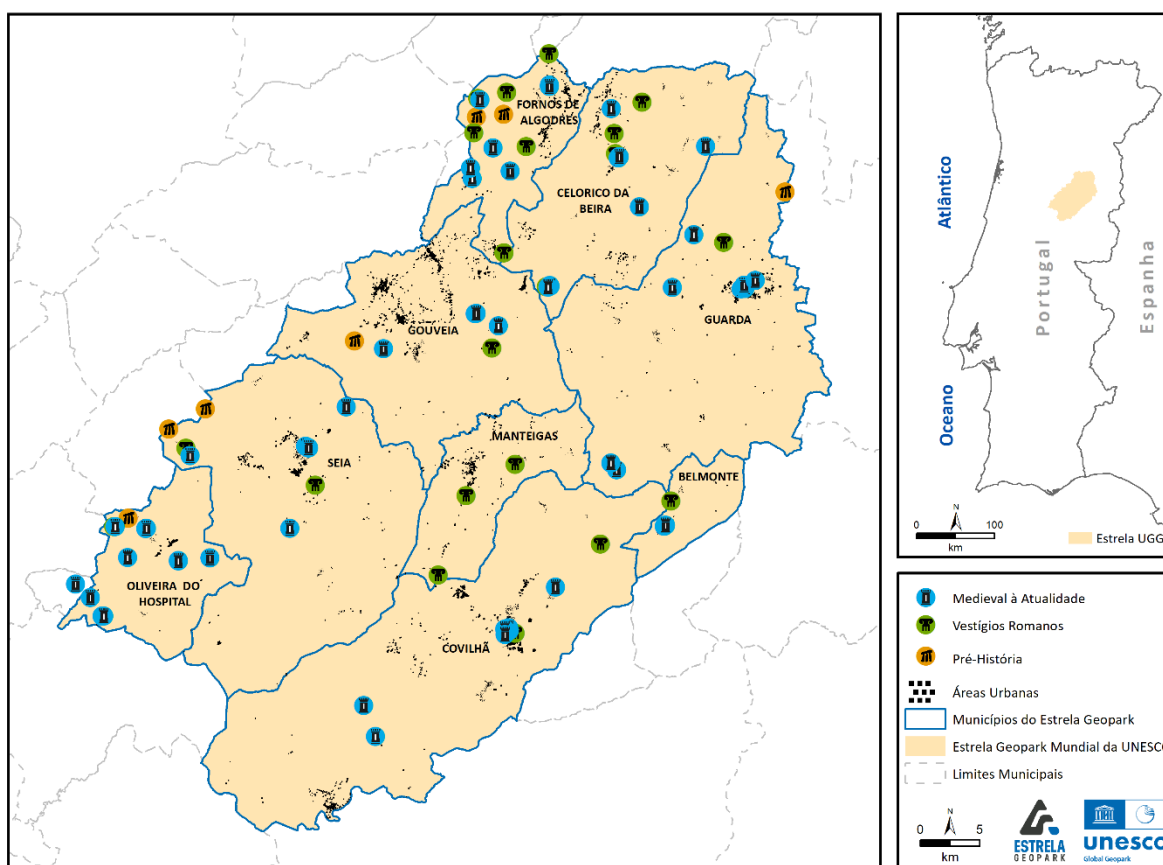 FORNOS DE
ALGODRES
CELORICO DA
BEIRA
GOUVEIA
GUARDA
MANTEIGAS
SEIA
BELMONTE
OLIVEIRA DO
HOSPITAL
COVILHÃ
Atlântico
Oceano
Portugal
Espanha
N
0 100
km
Estrela UGG
Medieval à Atualidade
Vestígios Romanos
Pré-História
Áreas Urbanas
Municípios do Estrela Geopark
Estrela Geopark Mundial da UNESCO
Limites Municipais
N
0 5
km
ESTRELA
GEOPARK
unesco
Global Geopark